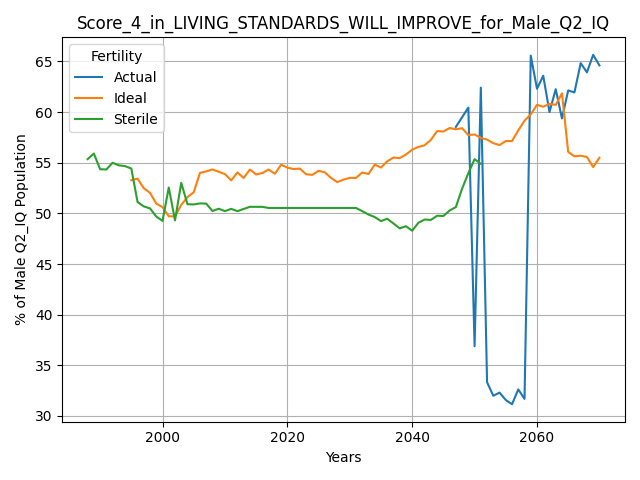 Score_4_in_LIVING_STANDARDS_WILL_IMPROVE_for_Male_Q2_IQ
Fertility
Actual
Ideal
Sterile
65
60
55
50
45
40
35
30
% of Male Q2_IQ Population
2000
2020
2040
2060
Years